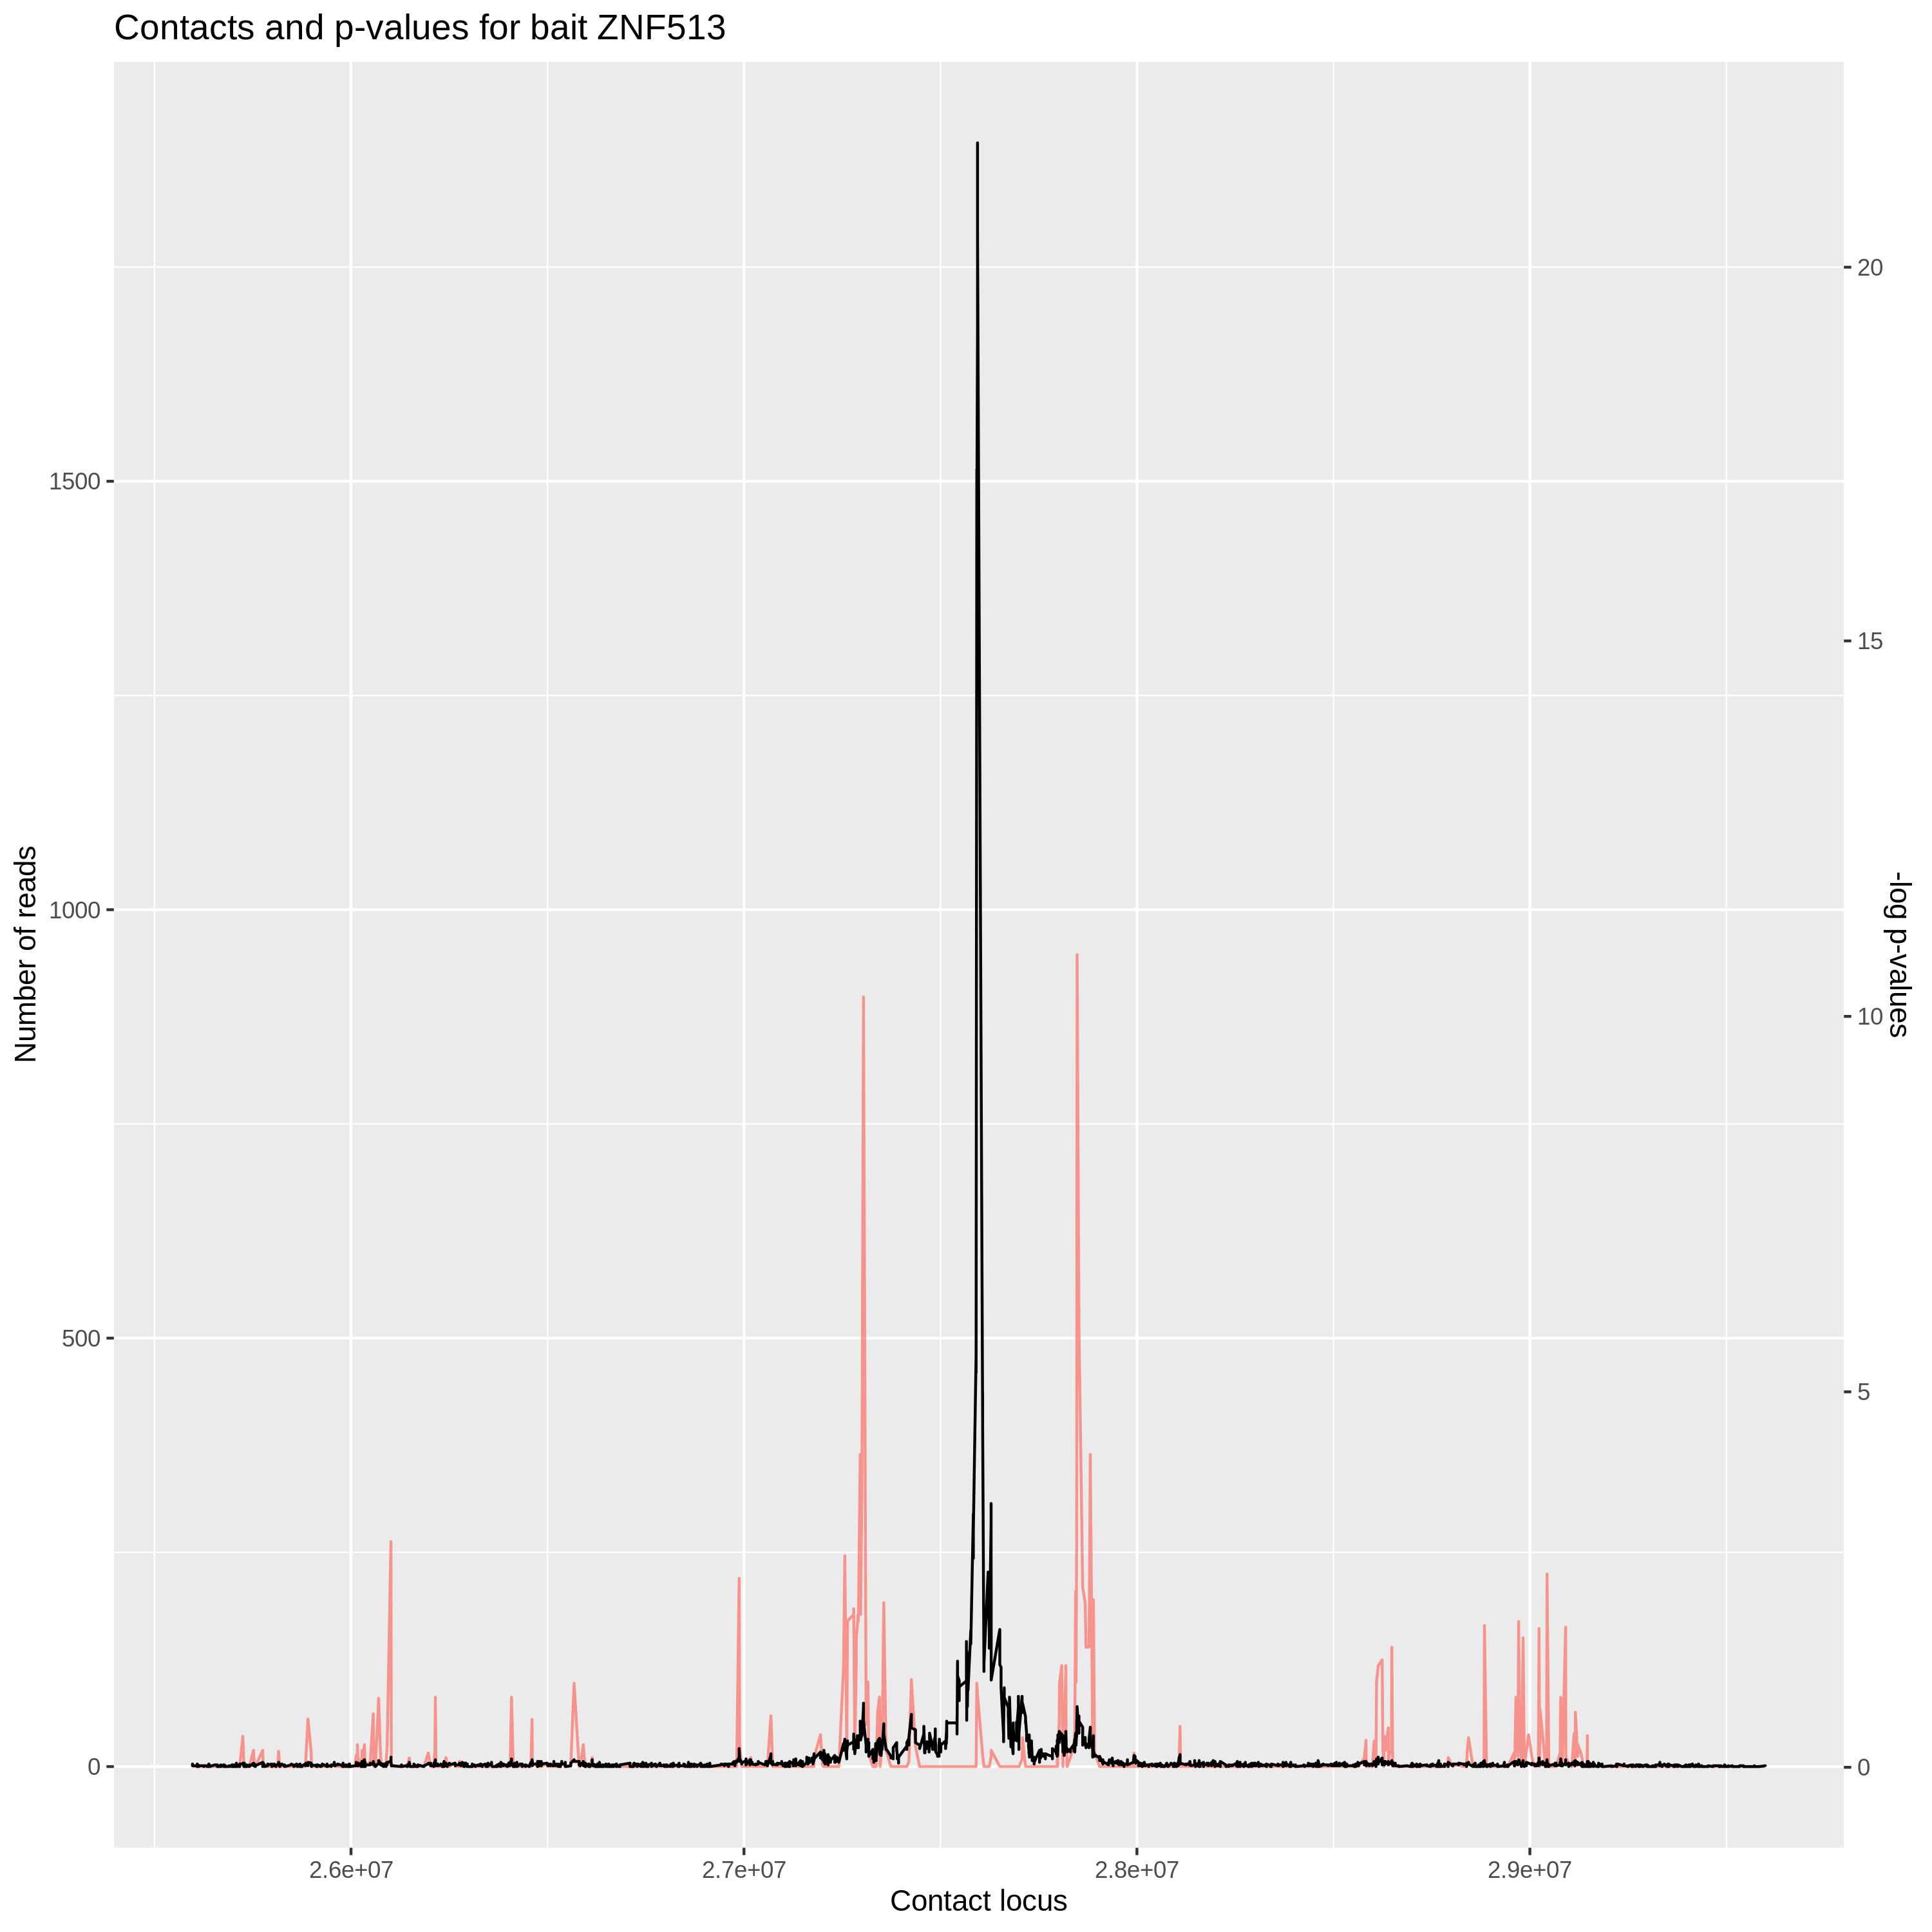 Contacts and p-values for bait ZNF513
Number of reads
1500
1000
500
0
20
15
10
5
0
-log p-values
2.6e+07
2.7e+07
2.8e+07
2.9e+07
Contact locus